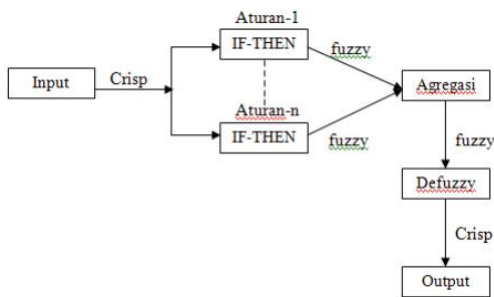 Aturan-1
IF-THEN
fuzzy
Input
Crisp
Agregasi
Aturan-n
IF-THEN
fuzzy
fuzzy
Defuzzy
Crisp
Output